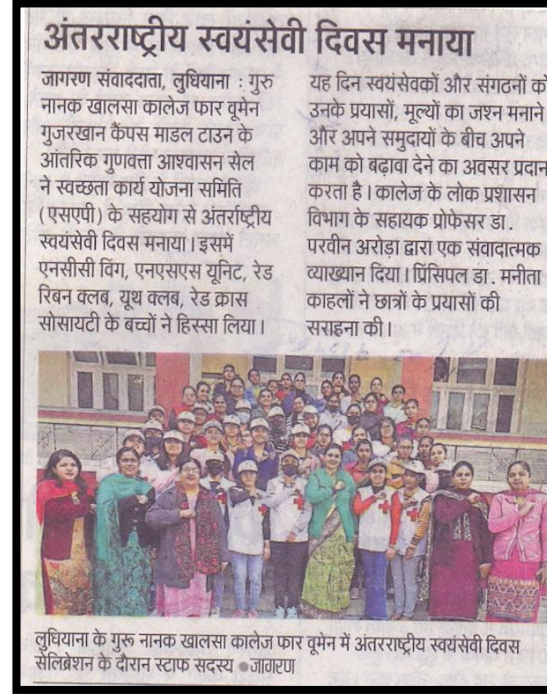 अंतरराष्ट्रीय स्वयंसेवी दिवस मनाया
जागरण संवाददाता, लुधियाना : गुरु
नानक खालसा कालेज फार वूमेन
गुजरखान कैंपस माडल टाउन के
आंतरिक गुणवत्ता आश्वासन सेल
ने स्वच्छता कार्य योजना समिति
(एसएपी) के सहयोग से अंतर्राष्ट्रीय
स्वयंसेवी दिवस मनाया। इसमें
एनसीसी विंग, एनएसएस यूनिट, रेड
रिबन क्लब, यूथ क्लब, रेड क्रास
सोसायटी के बच्चों ने हिस्सा लिया।
यह दिन स्वयंसेवकों और संगठनों को
उनके प्रयासों, मूल्यों का जश्न मनाने
और अपने समुदायों के बीच अपने
काम को बढ़ावा देने का अवसर प्रदान
करता है। कालेज के लोक प्रशासन
विभाग के सहायक प्रोफेसर डा.
परवीन अरोड़ा द्वारा एक संवादात्मक
व्याख्यान दिया। प्रिंसिपल डा. मनीता
काहलों ने छात्रों के प्रयासों की
सराहना की।
लुधियाना के गुरू नानक खालसा कालेज फार वूमेन में अंतरराष्ट्रीय स्वयंसेवी दिवस
सेलिब्रेशन के दौरान स्टाफ सदस्य ●जागरण